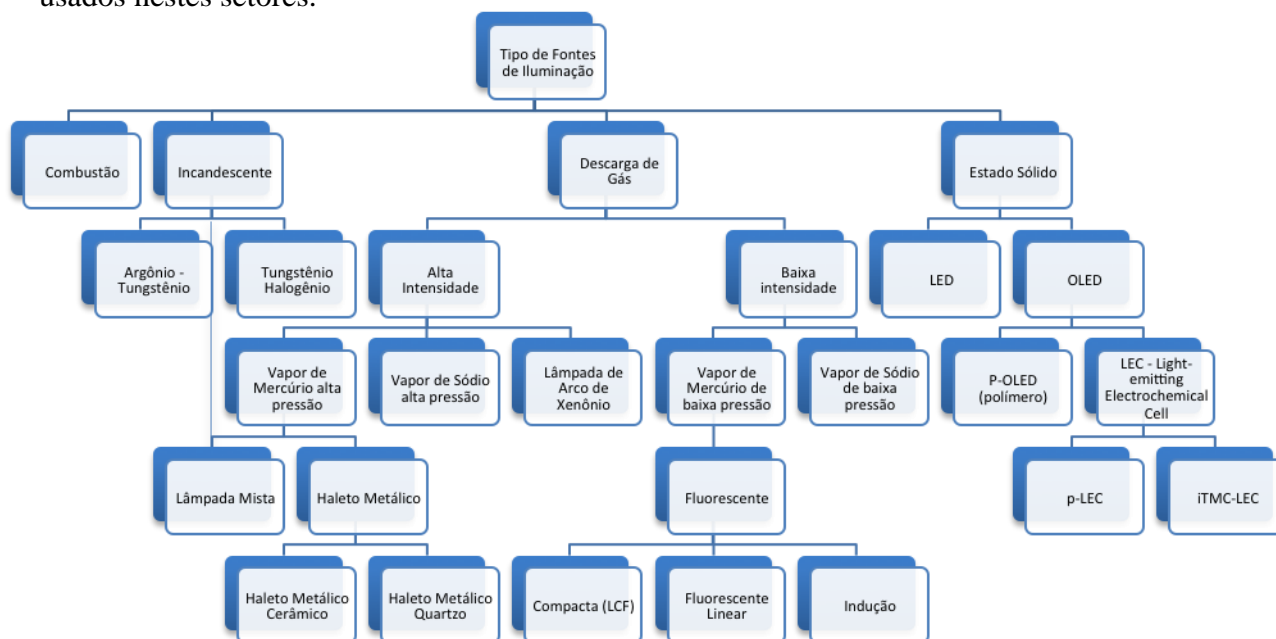 usados nestes setores.
Tipo de Fontes
de Iluminação
Combustão
Incandescente
Descarga de
Gás
Estado Sólido
Argônio -
Tungstênio
Tungstênio
Halogênio
Alta
Intensidade
Baixa
intensidade
LED
OLED
Vapor de
Mercúrio alta
pressão
Vapor de Sódio
alta pressão
Lâmpada de
Arco de
Xenônio
Vapor de
Mercúrio de
baixa pressão
Vapor de Sódio
de baixa
pressão
P-OLED
(polímero)
LEC - Light-
emitting
Electrochemical
Cell
Lâmpada Mista
Haleto Metálico
Fluorescente
p-LEC
iTMC-LEC
Haleto Metálico
Cerâmico
Haleto Metálico
Quartzo
Compacta (LCF)
Fluorescente
Linear
Indução